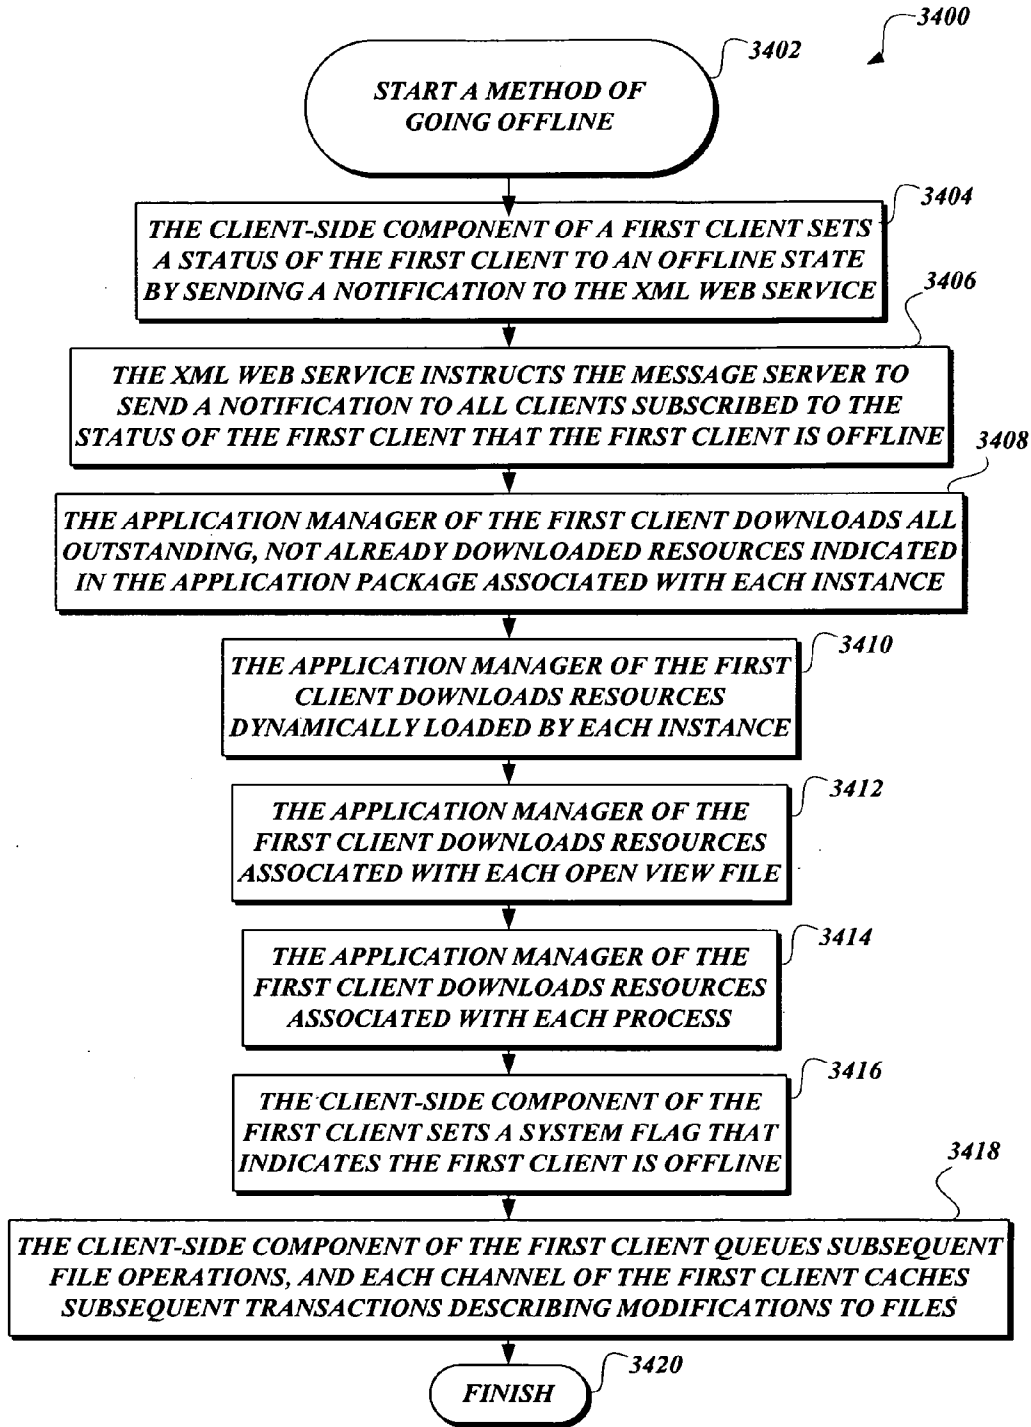 3400
3402
START A METHOD OF
GOING OFFLINE
3404
THE CLIENT-SIDE COMPONENT OF A FIRST CLIENT SETS
A STATUS OF THE FIRST CLIENT TO AN OFFLINE STATE
BY SENDING A NOTIFICATION TO THE XML WEB SERVICE
3406
THE XML WEB SERVICE INSTRUCTS THE MESSAGE SERVER TO
SEND A NOTIFICATION TO ALL CLIENTS SUBSCRIBED TO THE
STATUS OF THE FIRST CLIENT THAT THE FIRST CLIENT IS OFFLINE
3408
THE APPLICATION MANAGER OF THE FIRST CLIENT DOWNLOADS ALL
OUTSTANDING, NOT ALREADY DOWNLOADED RESOURCES INDICATED
IN THE APPLICATION PACKAGE ASSOCIATED WITH EACH INSTANCE
3410
THE APPLICATION MANAGER OF THE FIRST
CLIENT DOWNLOADS RESOURCES
DYNAMICALLY LOADED BY EACH INSTANCE
3412
THE APPLICATION MANAGER OF THE
FIRST CLIENT DOWNLOADS RESOURCES
ASSOCIATED WITH EACH OPEN VIEW FILE
3414
THE APPLICATION MANAGER OF THE
FIRST CLIENT DOWNLOADS RESOURCES
ASSOCIATED WITH EACH PROCESS
3416
THE CLIENT-SIDE COMPONENT OF THE
FIRST CLIENT SETS A SYSTEM FLAG THAT
INDICATES THE FIRST CLIENT IS OFFLINE
3418
THE CLIENT-SIDE COMPONENT OF THE FIRST CLIENT QUEUES SUBSEQUENT
FILE OPERATIONS, AND EACH CHANNEL OF THE FIRST CLIENT CACHES
SUBSEQUENT TRANSACTIONS DESCRIBING MODIFICATIONS TO FILES
3420
FINISH